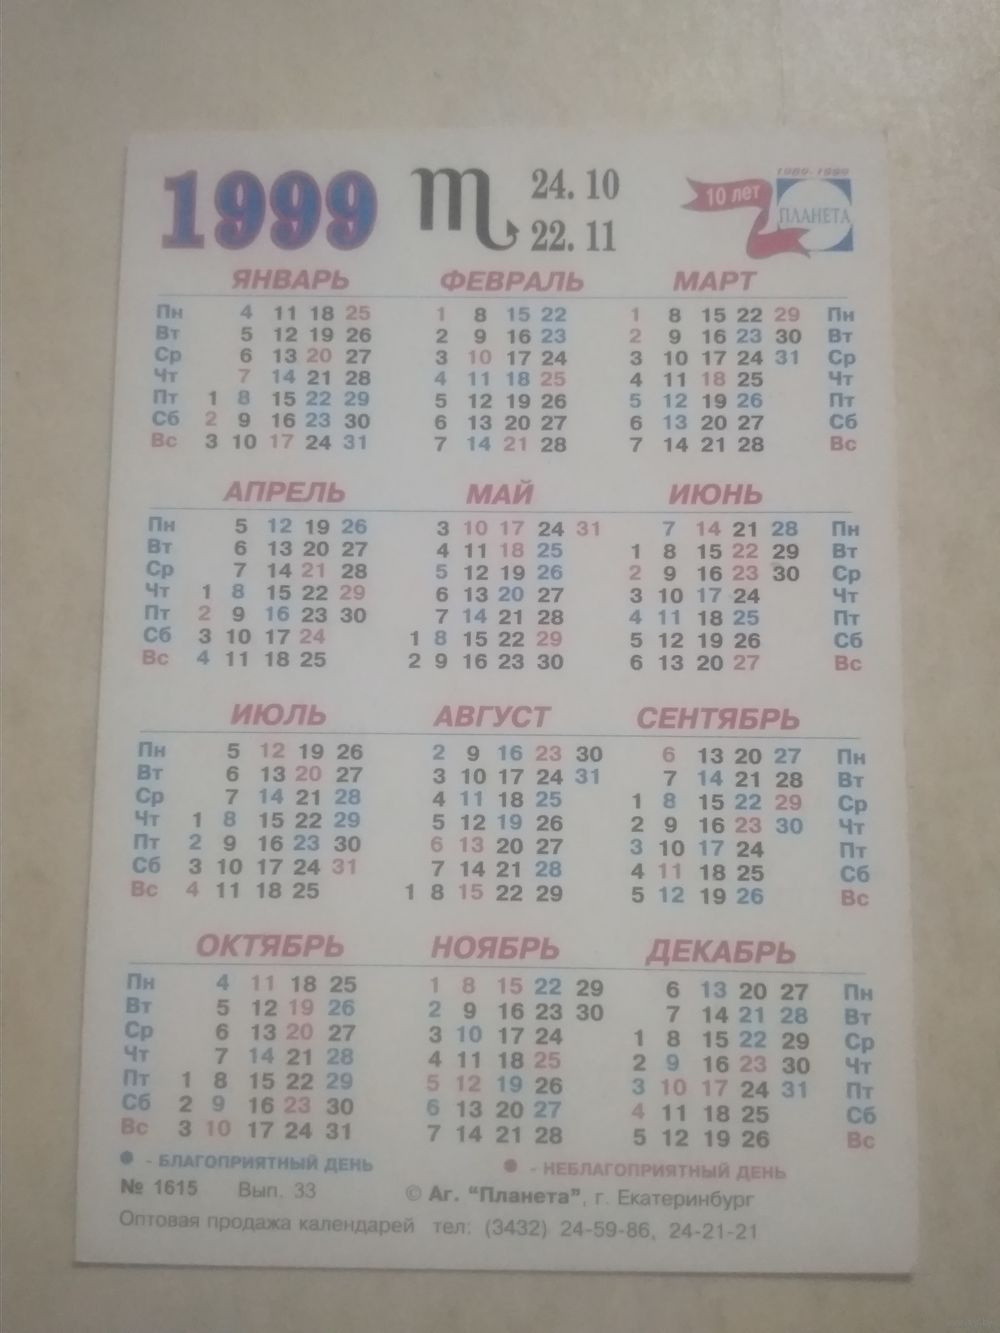 1999 24. 10 10 лет 1989-1999
22. 11 ПЛАНЕТА
ЯНВАРЬ ФЕВРАЛЬ МАРТ
Пн 4 11 18 25 1 8 15 22 1 8 15 22 29 Пн
Вт 5 12 19 26 2 9 16 23 2 9 16 23 30 Вт
Ср 6 13 20 27 3 10 17 24 3 10 17 24 31 Ср
Чт 7 14 21 28 4 11 18 25 4 11 18 25 Чт
Пт 1 8 15 22 29 5 12 19 26 5 12 19 26 Пт
Сб 2 9 16 23 30 6 13 20 27 6 13 20 27 Сб
Вс 3 10 17 24 31 7 14 21 28 7 14 21 28 Вс
АПРЕЛЬ МАЙ ИЮНЬ
Пн 5 12 19 26 3 10 17 24 31 7 14 21 28 Пн
Вт 6 13 20 27 4 11 18 25 1 8 15 22 29 Вт
Ср 7 14 21 28 5 12 19 26 2 9 16 23 30 Ср
Чт 1 8 15 22 29 6 13 20 27 3 10 17 24 Чт
Пт 2 9 16 23 30 7 14 21 28 4 11 18 25 Пт
Сб 3 10 17 24 1 8 15 22 29 5 12 19 26 Сб
Вс 4 11 18 25 2 9 16 23 30 6 13 20 27 Вс
ИЮЛЬ АВГУСТ СЕНТЯБРЬ
Пн 5 12 19 26 2 9 16 23 30 6 13 20 27 Пн
Вт 6 13 20 27 3 10 17 24 31 7 14 21 28 Вт
Ср 7 14 21 28 4 11 18 25 1 8 15 22 29 Ср
Чт 1 8 15 22 29 5 12 19 26 2 9 16 23 30 Чт
Пт 2 9 16 23 30 6 13 20 27 3 10 17 24 Пт
Сб 3 10 17 24 31 7 14 21 28 4 11 18 25 Сб
Вс 4 11 18 25 1 8 15 22 29 5 12 19 26 Вс
ОКТЯБРЬ НОЯБРЬ ДЕКАБРЬ
Пн 4 11 18 25 1 8 15 22 29 6 13 20 27 Пн
Вт 5 12 19 26 2 9 16 23 30 7 14 21 28 Вт
Ср 6 13 20 27 3 10 17 24 1 8 15 22 29 Ср
Чт 7 14 21 28 4 11 18 25 2 9 16 23 30 Чт
Пт 1 8 15 22 29 5 12 19 26 3 10 17 24 31 Пт
Сб 2 9 16 23 30 6 13 20 27 4 11 18 25 Сб
Вс 3 10 17 24 31 7 14 21 28 5 12 19 26 Вс
- БЛАГОПРИЯТНЫЙ ДЕНЬ - НЕБЛАГОПРИЯТНЫЙ ДЕНЬ
№ 1615 Вып. 33 © Аг. "Планета", г. Екатеринбург
Оптовая продажа календарей тел: (3432) 24-59-86, 24-21-21